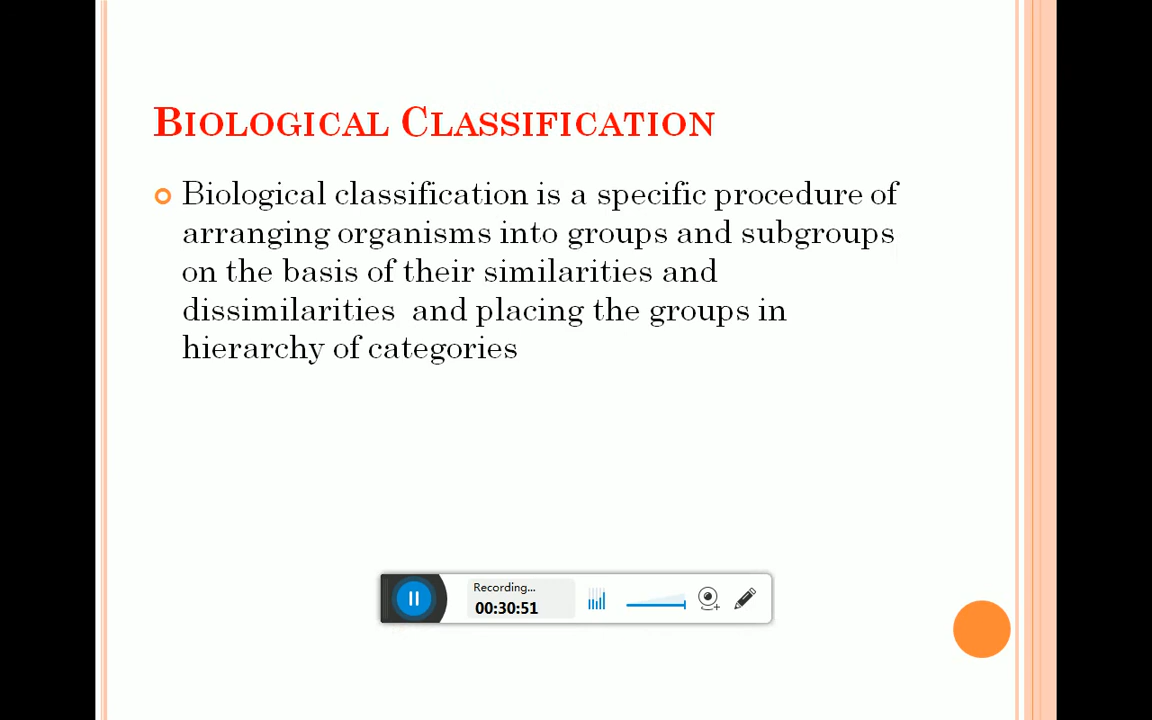 BIOLOGICAL CLASSIFICATION
Biological classification is a specific procedure of
arranging organisms into groups and subgroups
on the basis of their similarities and
dissimilarities  and placing the groups in
hierarchy of categories
Recording...
00:30:51